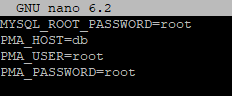 GNU nano 6.2
MYSQL_ROOT_PASSWORD=root
PMA_HOST=db
PMA_USER=root
PMA_PASSWORD=root